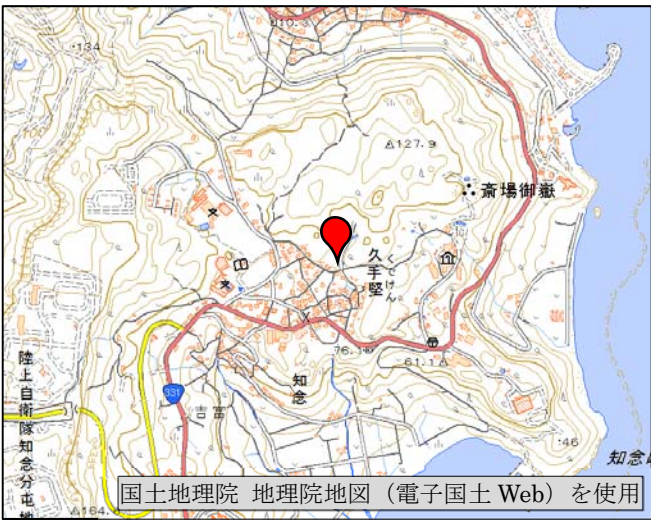 10.3
・134
127.9
斎場御嶽
久手堅
くでけん
76.1
61.1
331
知念
吉富
陸上自衛隊知念分屯地
・46
知念
164.
国土地理院 地理院地図（電子国土 Web）を使用